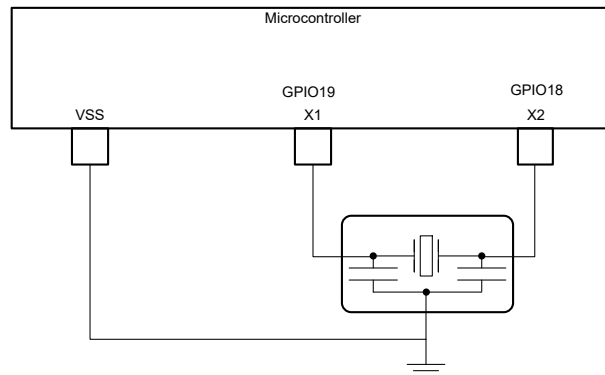 Microcontroller
GPIO19
GPIO18
VSS
X1
X2